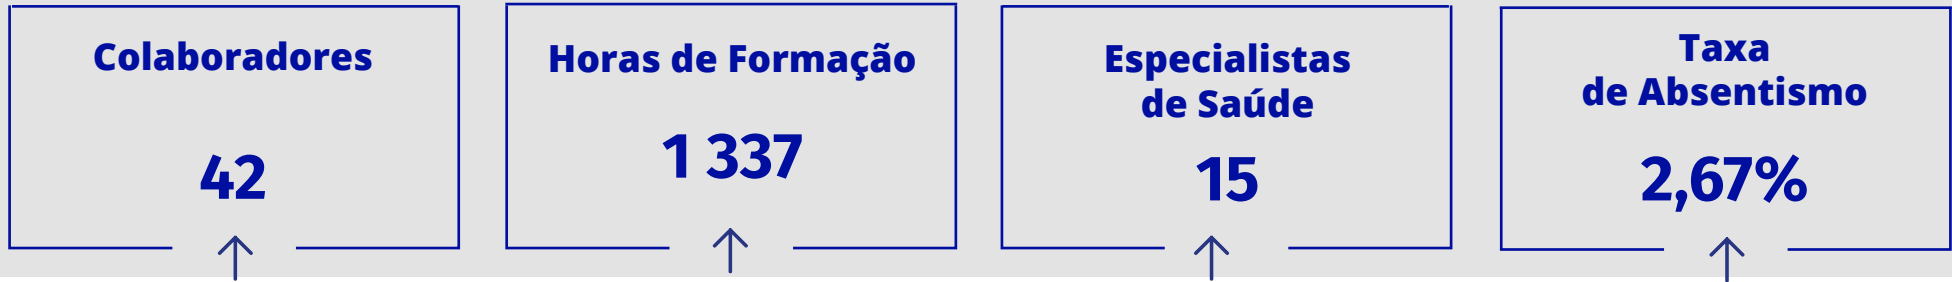 Colaboradores
42
Horas de Formação
1 337
Especialistas
de Saúde
15
Taxa
de Absentismo
2,67%